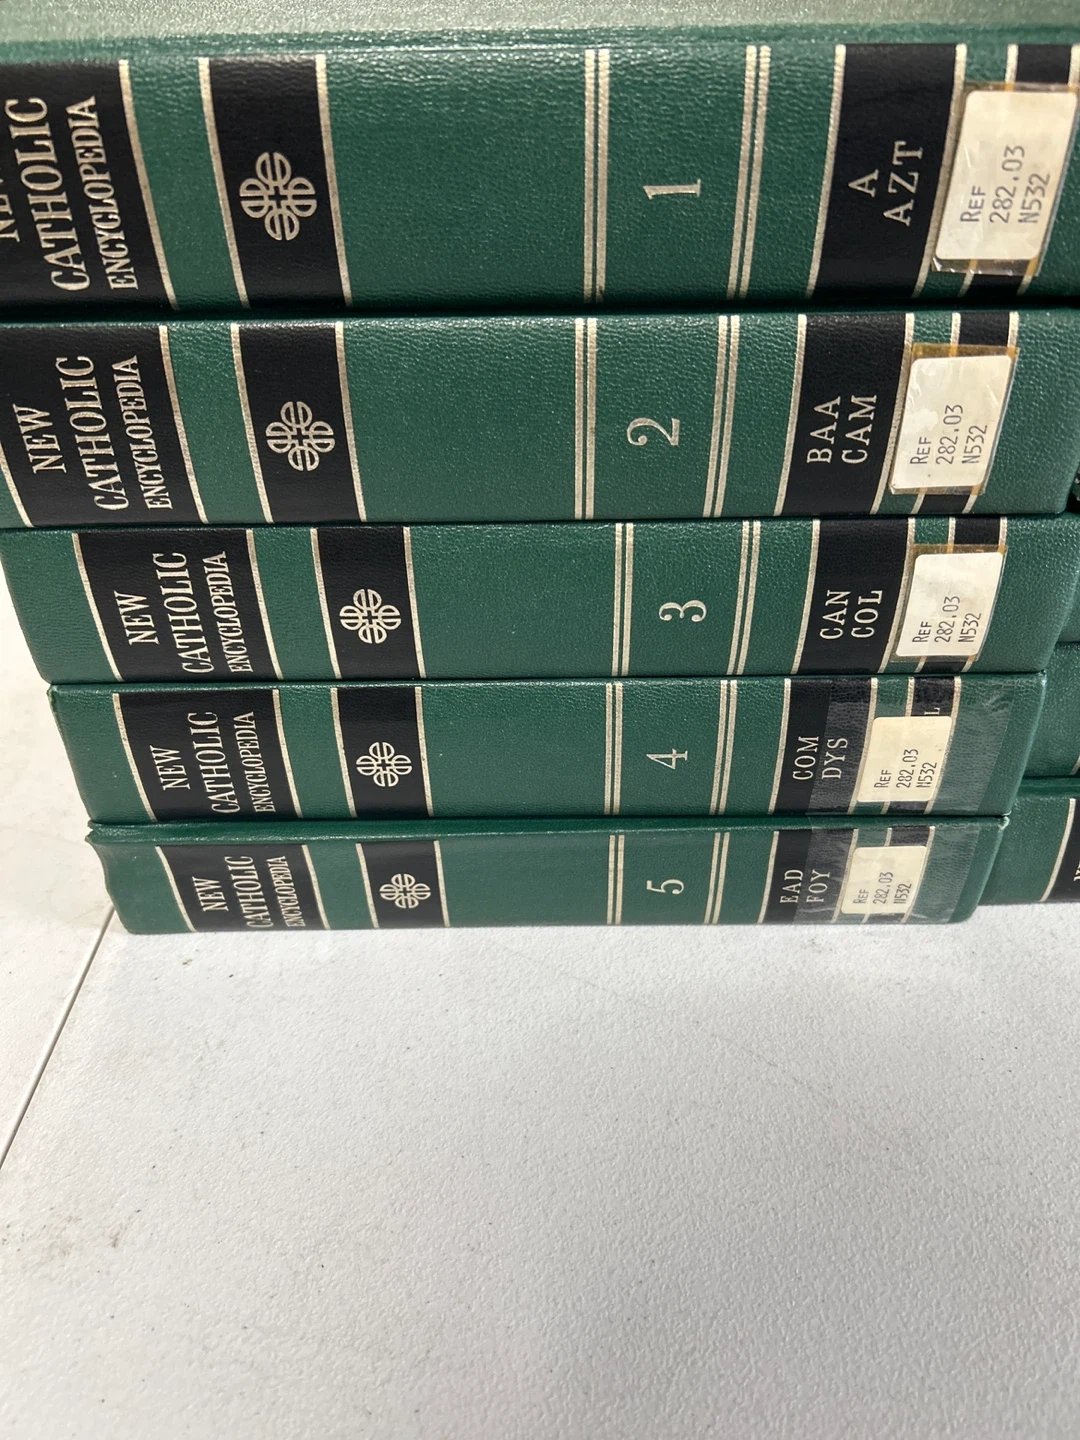 NEW
CATHOLIC
ENCYCLOPEDIA
1
A
AZT
REF
282.03
N532
NEW
CATHOLIC
ENCYCLOPEDIA
2
BAA
CAM
REF
282.03
N532
NEW
CATHOLIC
ENCYCLOPEDIA
3
CAN
COL
REF
282.03
N532
NEW
CATHOLIC
ENCYCLOPEDIA
4
COM
DYS
REF
282.03
N532
NEW
CATHOLIC
ENCYCLOPEDIA
5
EAD
FOY
REF
282.03
N532